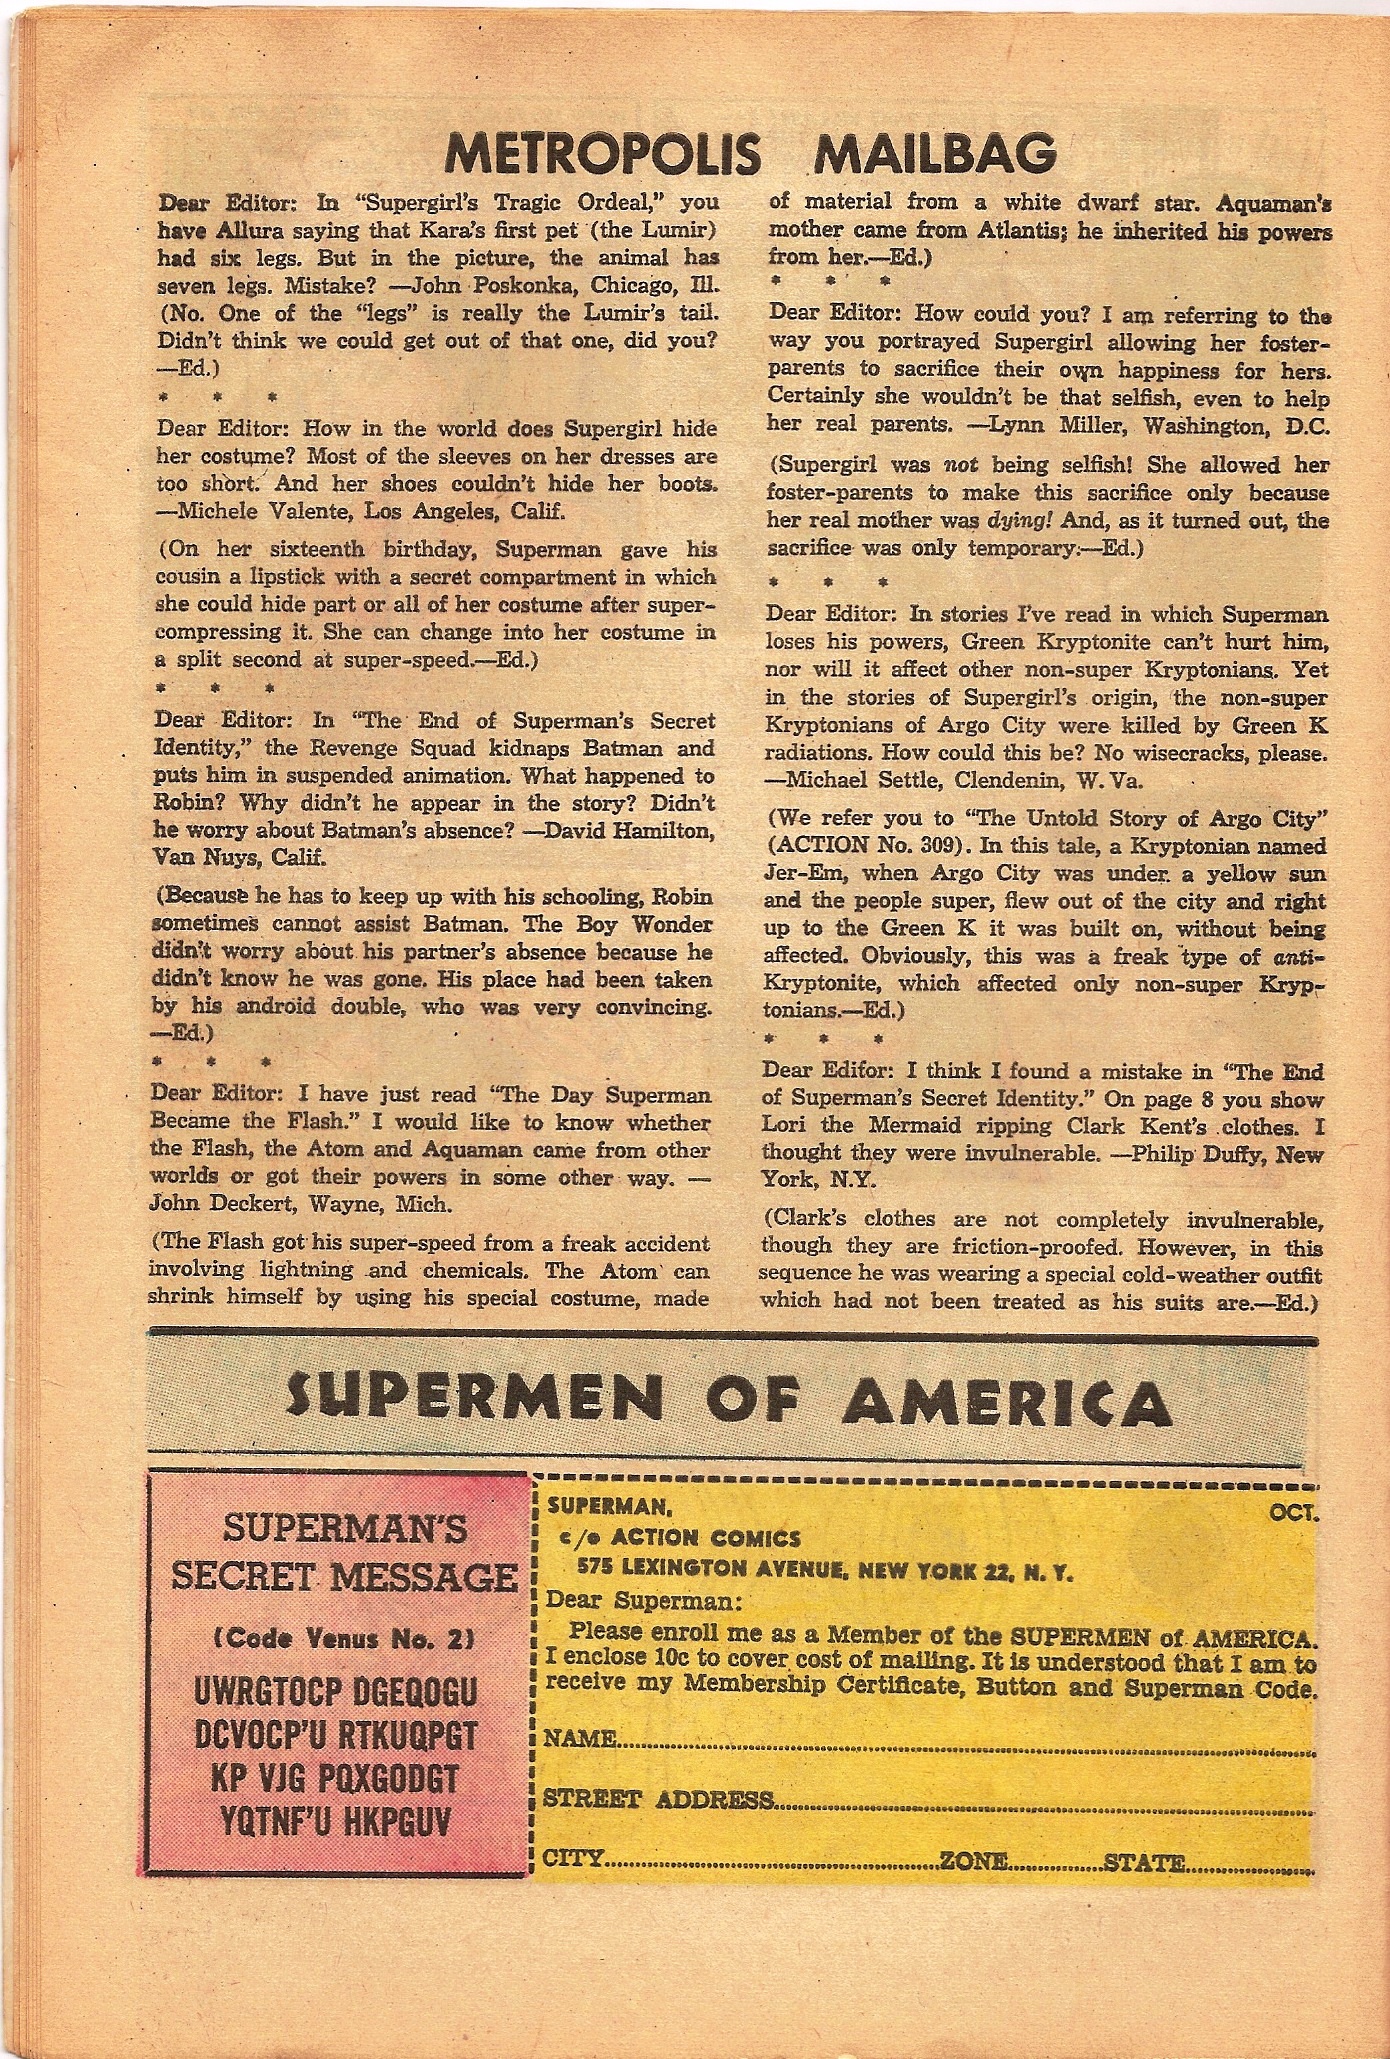 METROPOLIS MAILBAG
Dear Editor: In “Supergirl’s Tragic Ordeal,” you
have Allura saying that Kara’s first pet (the Lumir)
had six legs. But in the picture, the animal has
seven legs. Mistake? —John Poskonka, Chicago, Ill.
(No. One of the “legs” is really the Lumir’s tail.
Didn’t think we could get out of that one, did you?
—Ed.)
* * *
Dear Editor: How in the world does Supergirl hide
her costume? Most of the sleeves on her dresses are
too short. And her shoes couldn’t hide her boots.
—Michele Valente, Los Angeles, Calif.
(On her sixteenth birthday, Superman gave his
cousin a lipstick with a secret compartment in which
she could hide part or all of her costume after super-
compressing it. She can change into her costume in
a split second at super-speed.—Ed.)
* * *
Dear Editor: In “The End of Superman’s Secret
Identity,” the Revenge Squad kidnaps Batman and
puts him in suspended animation. What happened to
Robin? Why didn’t he appear in the story? Didn’t
he worry about Batman’s absence? —David Hamilton,
Van Nuys, Calif.
(Because he has to keep up with his schooling, Robin
sometimes cannot assist Batman. The Boy Wonder
didn’t worry about his partner’s absence because he
didn’t know he was gone. His place had been taken
by his android double, who was very convincing.
—Ed.)
* * *
Dear Editor: I have just read “The Day Superman
Became the Flash.” I would like to know whether
the Flash, the Atom and Aquaman came from other
worlds or got their powers in some other way. —
John Deckert, Wayne, Mich.
(The Flash got his super-speed from a freak accident
involving lightning and chemicals. The Atom can
shrink himself by using his special costume, made
of material from a white dwarf star. Aquaman’s
mother came from Atlantis; he inherited his powers
from her.—Ed.)
* * *
Dear Editor: How could you? I am referring to the
way you portrayed Supergirl allowing her foster-
parents to sacrifice their own happiness for hers.
Certainly she wouldn’t be that selfish, even to help
her real parents. —Lynn Miller, Washington, D.C.
(Supergirl was not being selfish! She allowed her
foster-parents to make this sacrifice only because
her real mother was dying! And, as it turned out, the
sacrifice was only temporary.—Ed.)
* * *
Dear Editor: In stories I’ve read in which Superman
loses his powers, Green Kryptonite can’t hurt him,
nor will it affect other non-super Kryptonians. Yet
in the stories of Supergirl’s origin, the non-super
Kryptonians of Argo City were killed by Green K
radiations. How could this be? No wisecracks, please.
—Michael Settle, Clendenin, W. Va.
(We refer you to “The Untold Story of Argo City”
(ACTION No. 309). In this tale, a Kryptonian named
Jer-Em, when Argo City was under a yellow sun
and the people super, flew out of the city and right
up to the Green K it was built on, without being
affected. Obviously, this was a freak type of anti-
Kryptonite, which affected only non-super Kryp-
tonians.—Ed.)
* * *
Dear Edifor: I think I found a mistake in “The End
of Superman’s Secret Identity.” On page 8 you show
Lori the Mermaid ripping Clark Kent’s clothes. I
thought they were invulnerable. —Philip Duffy, New
York, N.Y.
(Clark’s clothes are not completely invulnerable,
though they are friction-proofed. However, in this
sequence he was wearing a special cold-weather outfit
which had not been treated as his suits are.—Ed.)
SUPERMEN OF AMERICA
SUPERMAN’S
SECRET MESSAGE
(Code Venus No. 2)
UWRGTOCP DGEQOGU
DCVOCP’U RTKUQPGT
KP VJG PQXGODGT
YQTNF’U HKPGUV
SUPERMAN, OCT.
c/o ACTION COMICS
575 LEXINGTON AVENUE, NEW YORK 22, N. Y.
Dear Superman:
Please enroll me as a Member of the SUPERMEN of AMERICA.
I enclose 10c to cover cost of mailing. It is understood that I am to
receive my Membership Certificate, Button and Superman Code.
NAME
STREET ADDRESS
CITY ZONE STATE